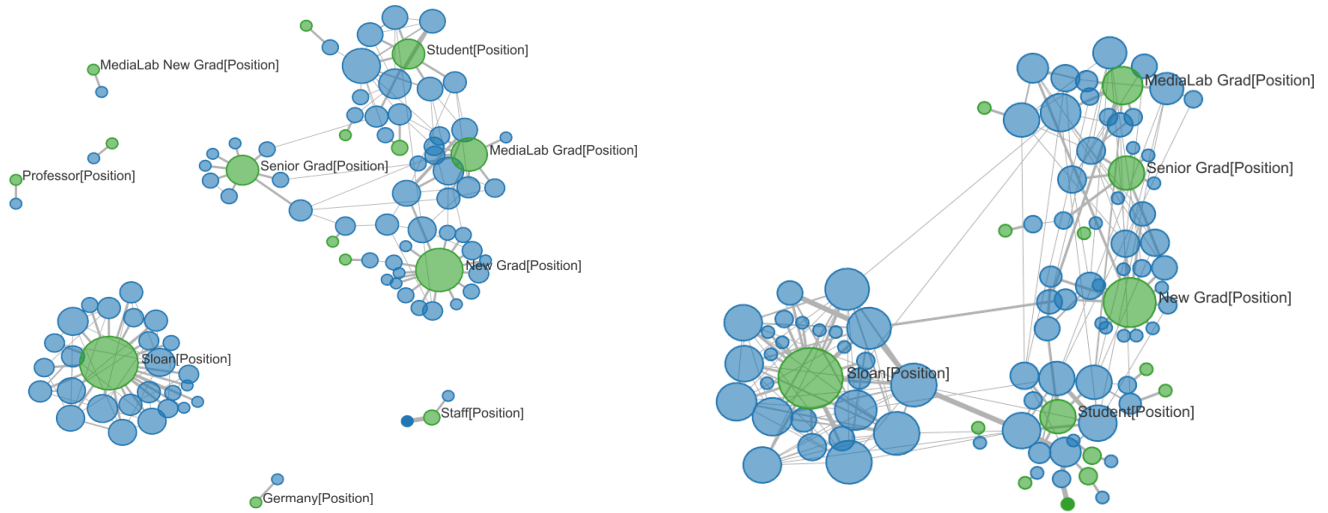 Student[Position]
MediaLab New Grad[Position]
MediaLab Grad[Position]
Senior Grad[Position]
Professor[Position]
New Grad[Position]
Sloan[Position]
Staff[Position]
Germany[Position]
MediaLab Grad[Position]
Senior Grad[Position]
New Grad[Position]
Sloan[Position]
Student[Position]